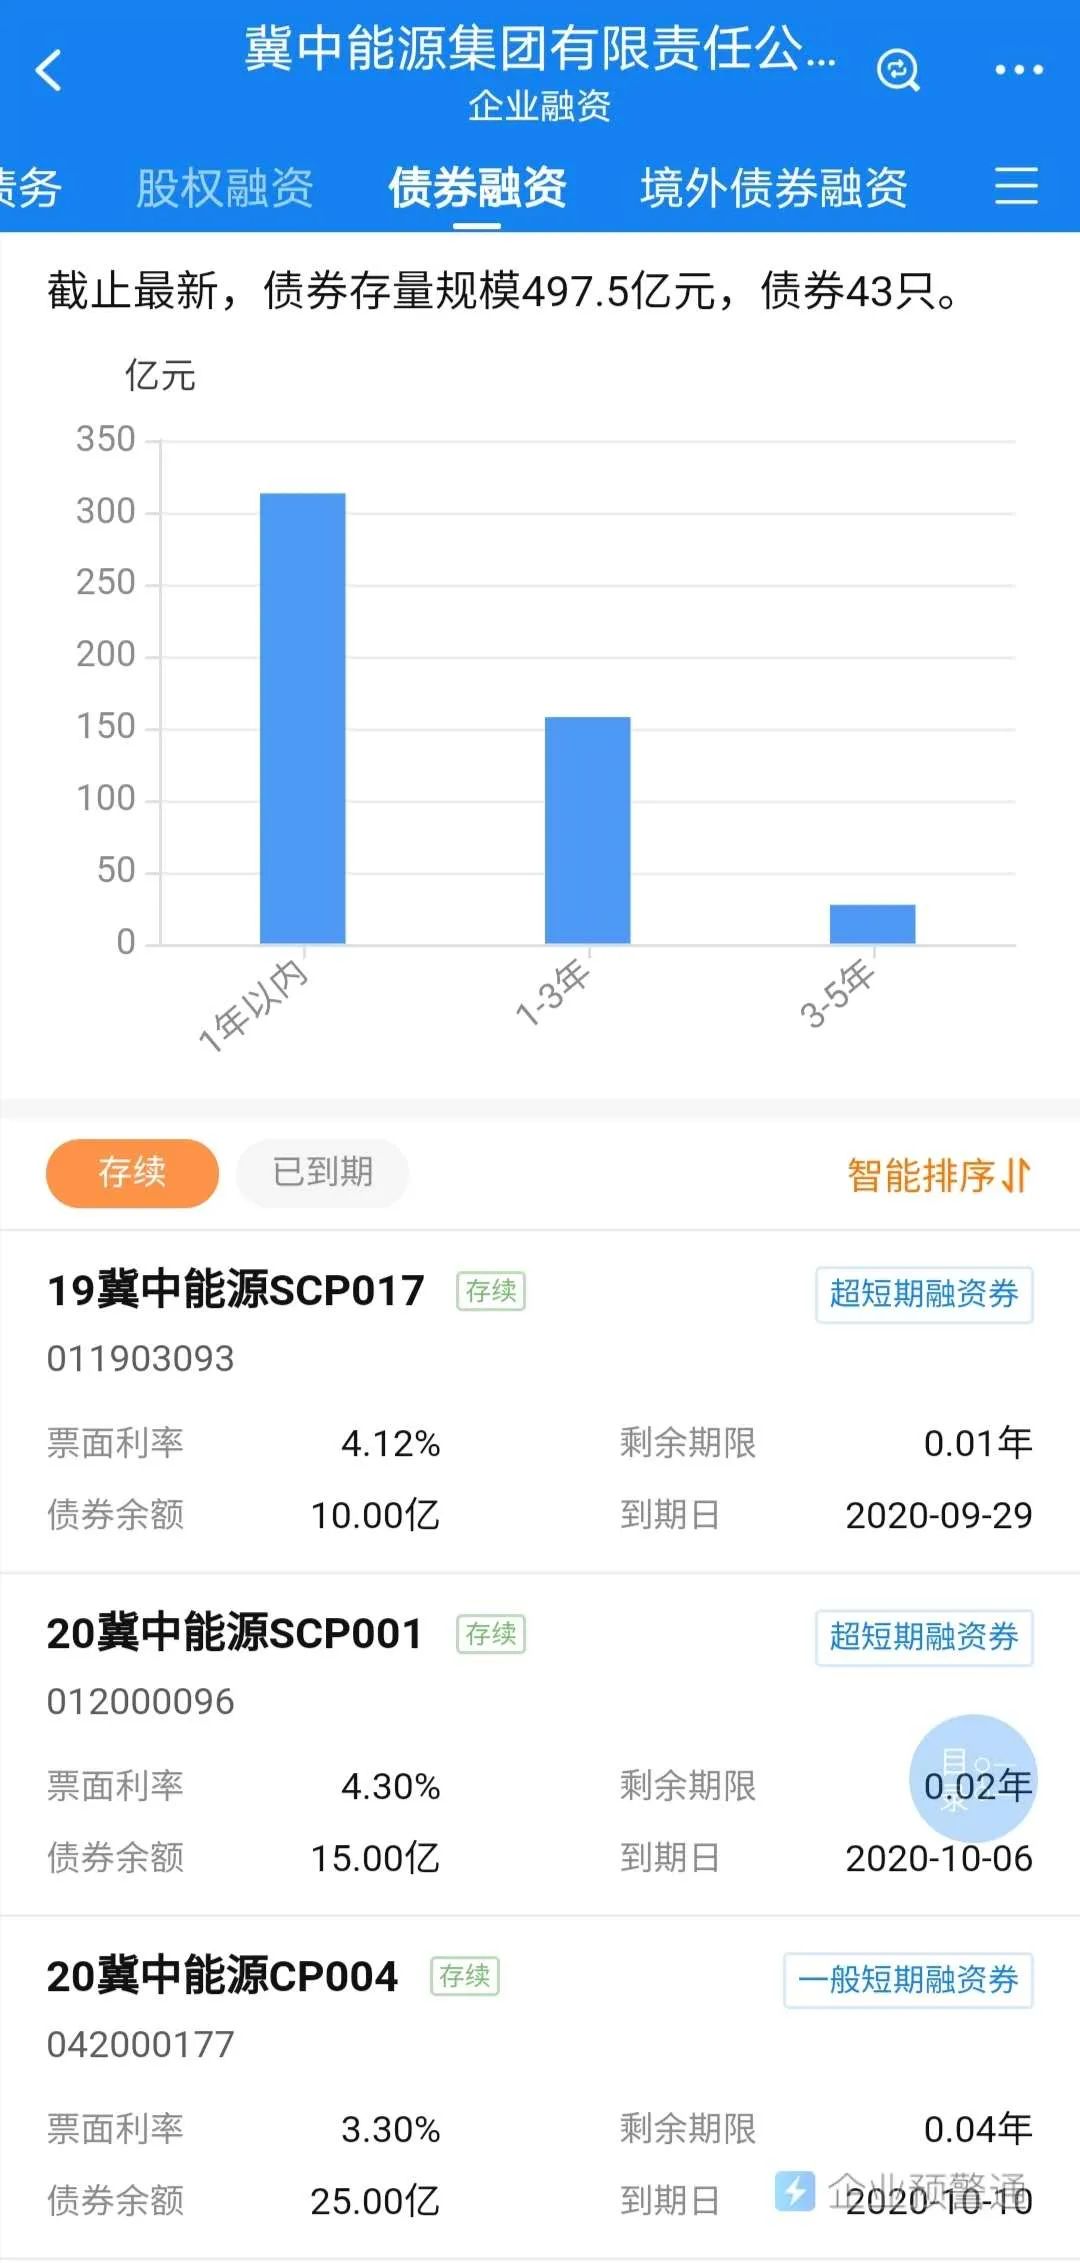 冀中能源集团有限责任公...
企业融资
债务 股权融资 债券融资 境外债券融资
截止最新，债券存量规模497.5亿元，债券43只。
亿元
350
300
250
200
150
100
50
0
1年以内 1-3年 3-5年
存续 已到期 智能排序
19冀中能源SCP017 存续 超短期融资券
011903093
票面利率 4.12% 剩余期限 0.01年
债券余额 10.00亿 到期日 2020-09-29
20冀中能源SCP001 存续 超短期融资券
012000096
目录
票面利率 4.30% 剩余期限 0.02年
债券余额 15.00亿 到期日 2020-10-06
20冀中能源CP004 存续 一般短期融资券
042000177
票面利率 3.30% 剩余期限 0.04年
债券余额 25.00亿 到期日 2020-10-10
企业预警通